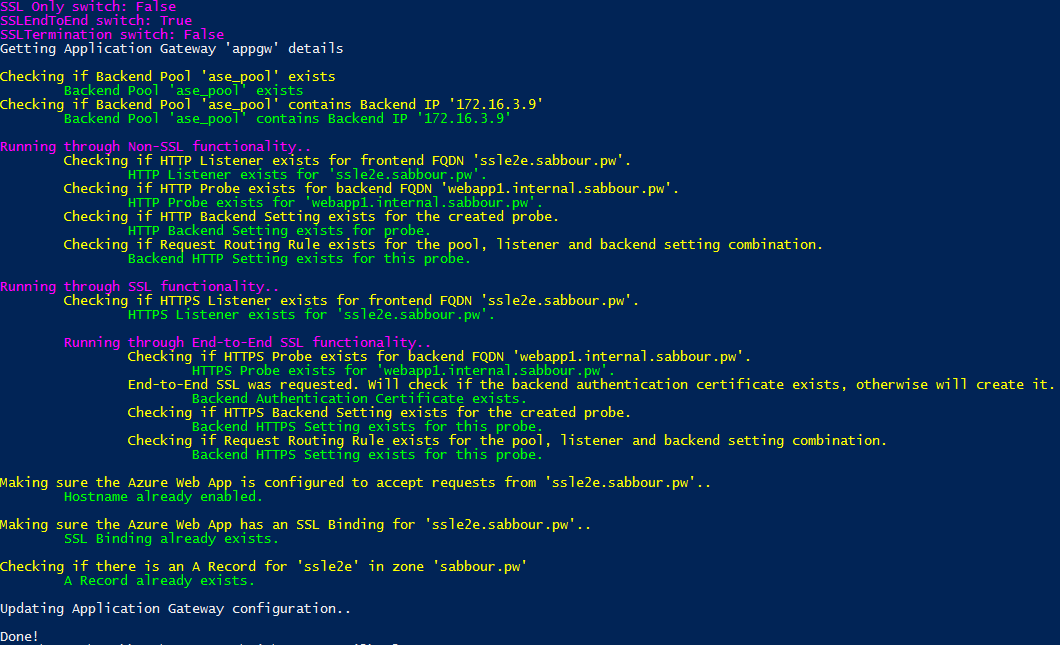 SSL Only switch: False
SSLEndToEnd switch: True
SSLTermination switch: False
Getting Application Gateway 'appgw' details
Checking if Backend Pool 'ase_pool' exists
Backend Pool 'ase_pool' exists
Checking if Backend Pool 'ase_pool' contains Backend IP '172.16.3.9'
Backend Pool 'ase_pool' contains Backend IP '172.16.3.9'
Running through Non-SSL functionality..
Checking if HTTP Listener exists for frontend FQDN 'ssle2e.sabbour.pw'.
HTTP Listener exists for 'ssle2e.sabbour.pw'.
Checking if HTTP Probe exists for backend FQDN 'webapp1.internal.sabbour.pw'.
HTTP Probe exists for 'webapp1.internal.sabbour.pw'.
Checking if HTTP Backend Setting exists for the created probe.
HTTP Backend Setting exists for probe.
Checking if Request Routing Rule exists for the pool, listener and backend setting combination.
Backend HTTP Setting exists for this probe.
Running through SSL functionality..
Checking if HTTPS Listener exists for frontend FQDN 'ssle2e.sabbour.pw'.
HTTPS Listener exists for 'ssle2e.sabbour.pw'.
Running through End-to-End SSL functionality..
Checking if HTTPS Probe exists for backend FQDN 'webapp1.internal.sabbour.pw'.
HTTPS Probe exists for 'webapp1.internal.sabbour.pw'.
End-to-End SSL was requested. Will check if the backend authentication certificate exists, otherwise will create it.
Backend Authentication Certificate exists.
Checking if HTTPS Backend Setting exists for the created probe.
Backend HTTPS Setting exists for this probe.
Checking if Request Routing Rule exists for the pool, listener and backend setting combination.
Backend HTTPS Setting exists for this probe.
Making sure the Azure Web App is configured to accept requests from 'ssle2e.sabbour.pw'..
Hostname already enabled.
Making sure the Azure Web App has an SSL Binding for 'ssle2e.sabbour.pw'..
SSL Binding already exists.
Checking if there is an A Record for 'ssle2e' in zone 'sabbour.pw'
A Record already exists.
Updating Application Gateway configuration..
Done!